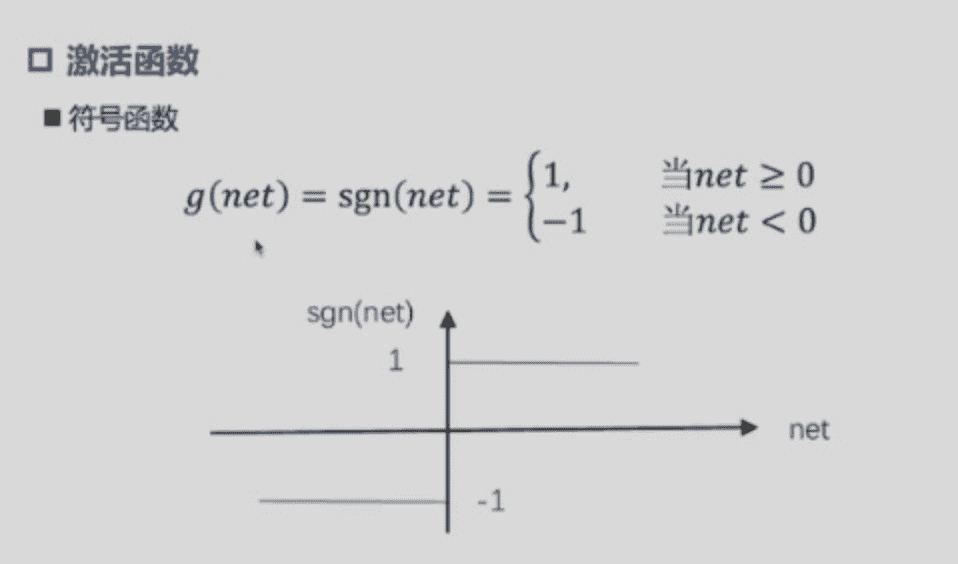 激活函数
符号函数
g(net) = sgn(net) = {1, 当net ≥ 0
−1 当net < 0
sgn(net)
1
net
-1